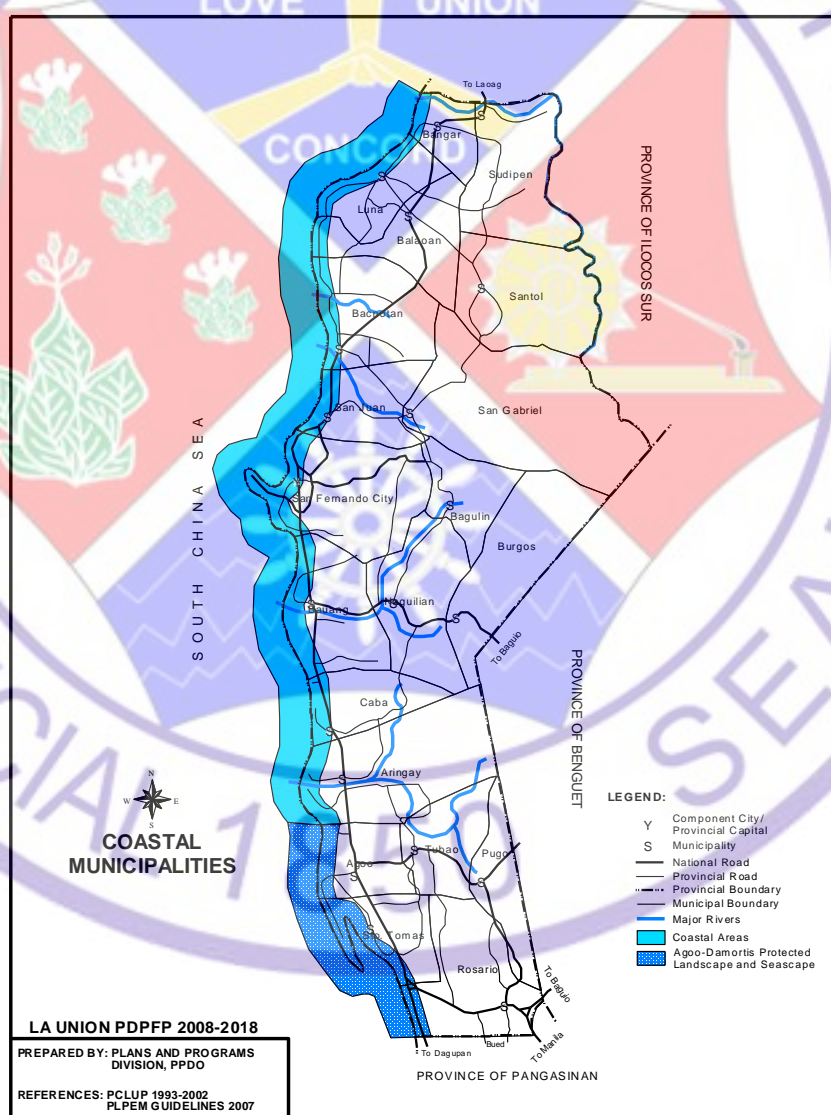 LOVE UNION
CONCORD
To Laoag
Bangar
Sudipen
PROVINCE OF ILOCOS SUR
Luna
Balaoan
Santol
Bacnotan
San Juan
San Gabriel
SOUTH CHINA SEA
San Fernando City
Bagulin
Burgos
Bauang
Naguilian
To Baguio
PROVINCE OF BENGUET
Caba
Aringay
N
W E
S
COASTAL
MUNICIPALITIES
Agoo
Tubao
Pugo
Sto. Tomas
Rosario
To Baguio
To Manila
Bued
To Dagupan
PROVINCE OF PANGASINAN
LEGEND:
Y Component City/
Provincial Capital
S Municipality
National Road
Provincial Road
Provincial Boundary
Municipal Boundary
Major Rivers
Coastal Areas
Agoo-Damortis Protected
Landscape and Seascape
LA UNION PDPFP 2008-2018
PREPARED BY: PLANS AND PROGRAMS
DIVISION, PPDO
REFERENCES: PCLUP 1993-2002
PLPEM GUIDELINES 2007
1850